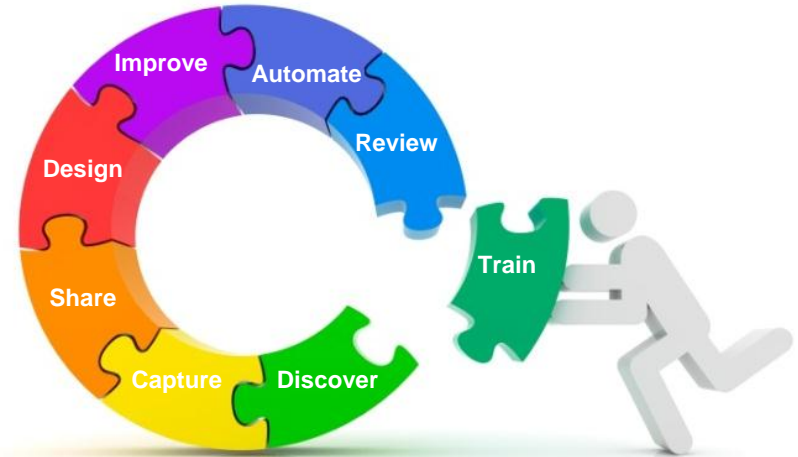 Improve
Automate
Review
Design
Train
Share
Capture
Discover